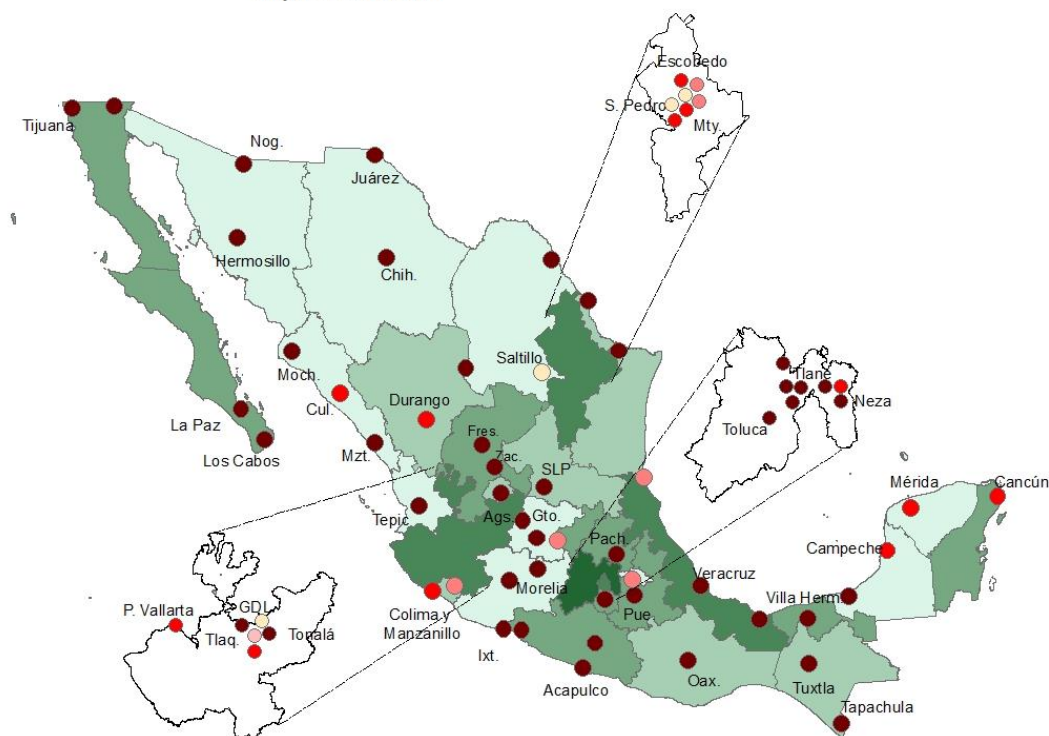 Escobedo
S. Pedro
Mty.
Tijuana
Nog.
Juárez
Hermosillo
Chih.
Saltillo
Moch.
Cul.
Durango
Tlane
Neza
Toluca
La Paz
Los Cabos
Mzt.
Fres.
Zac.
SLP
Mérida
Cancún
Tepic
Ags.
Gto.
Pach.
Campeche
Morelia
Veracruz
Villa Herm.
P. Vallarta
GDL
Tlaq.
Tonalá
Colima y
Manzanillo
Pue.
Ixt.
Acapulco
Oax.
Tuxtla
Tapachula